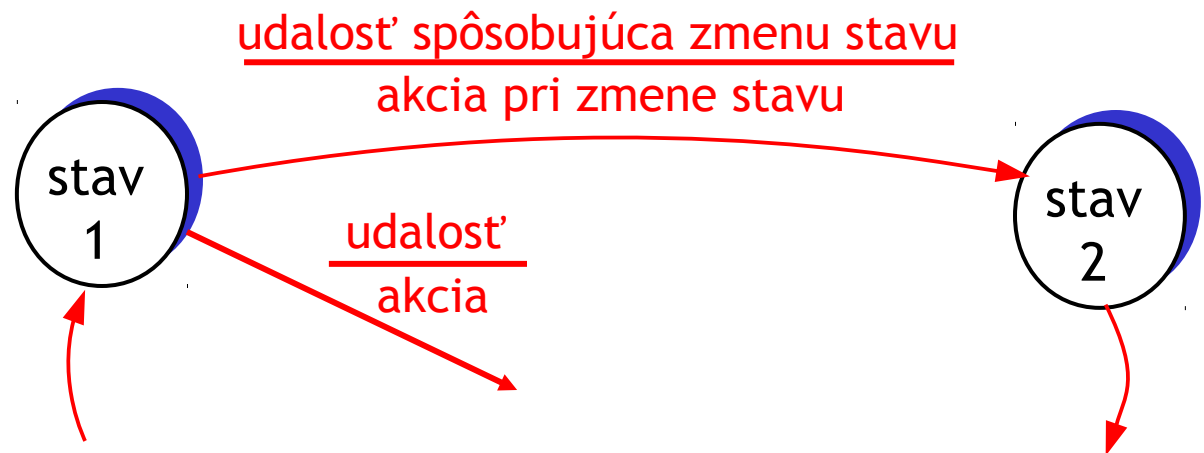 udalosť spôsobujúca zmenu stavu
akcia pri zmene stavu
stav
1
udalosť
akcia
stav
2